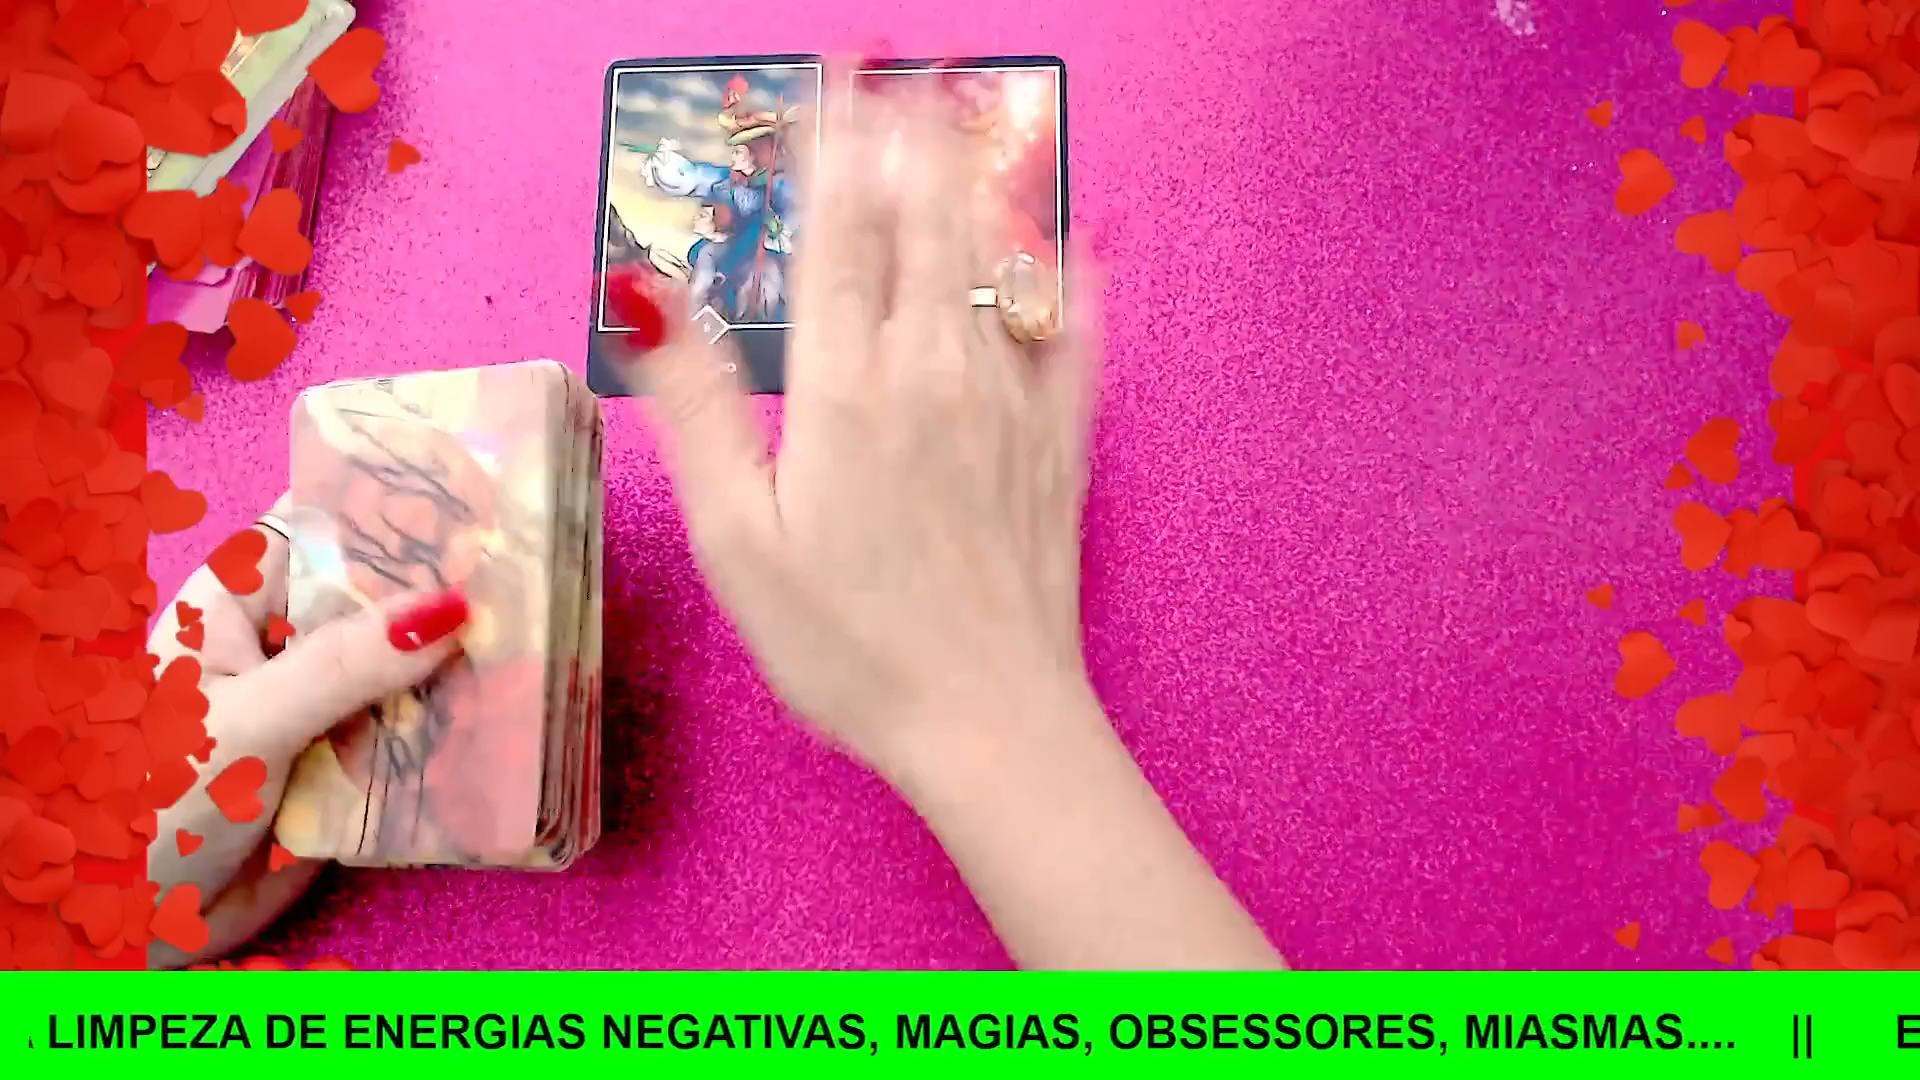 LIMPEZA DE ENERGIAS NEGATIVAS, MAGIAS, OBSESSORES, MIASMAS.... ||